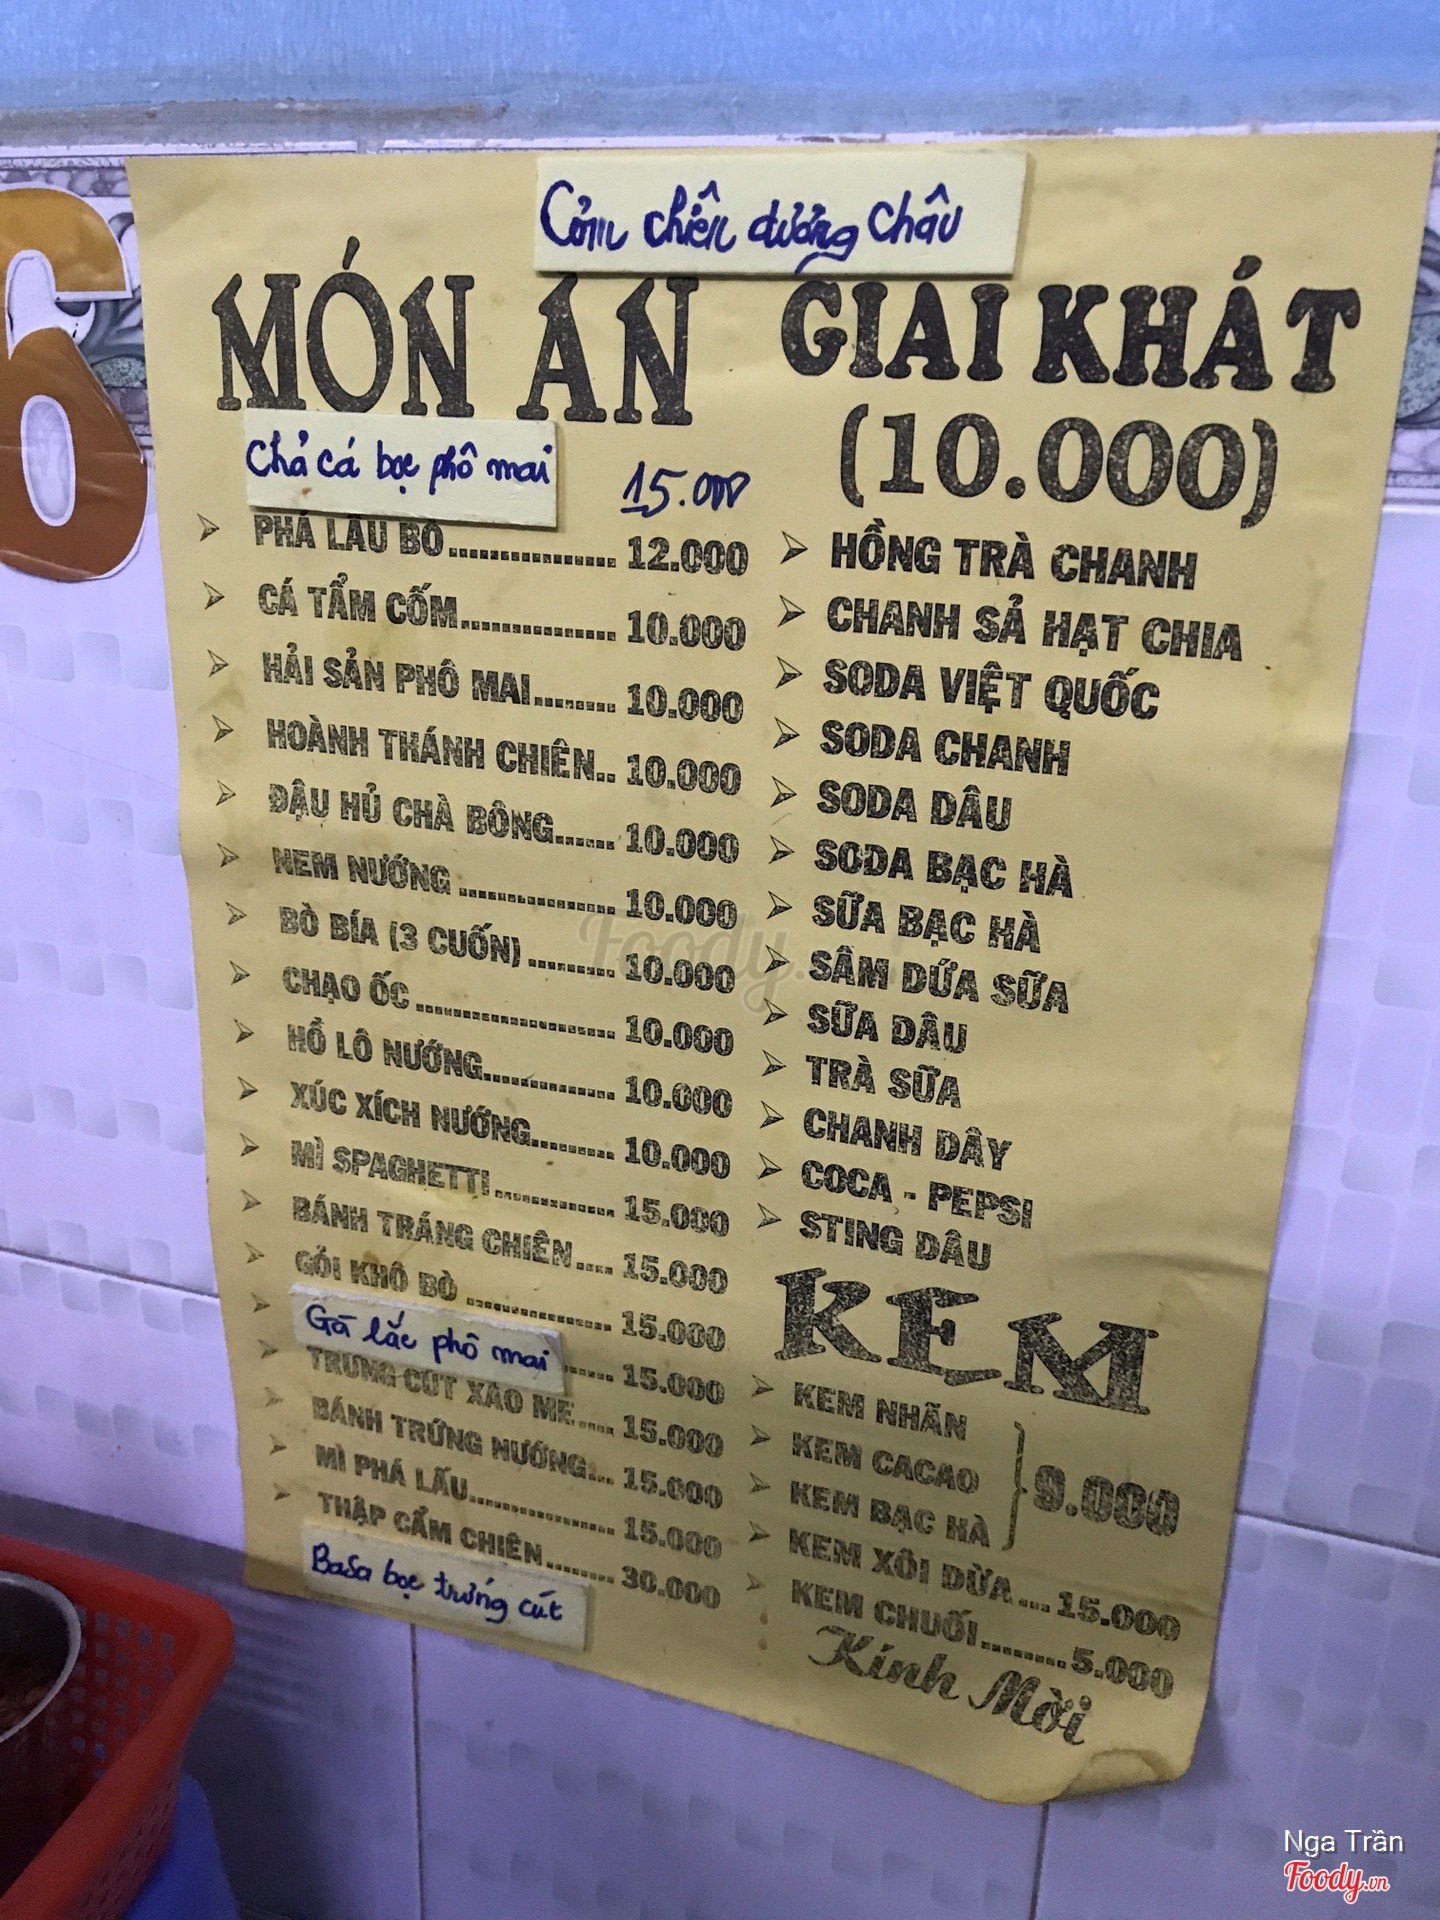 Cơm chiên dương châu
MÓN ĂN
Chả cá bọc phô mai 15.000
PHÁ LẤU BÒ 12.000
CÁ TẨM CỐM 10.000
HẢI SẢN PHÔ MAI 10.000
HOÀNH THÁNH CHIÊN 10.000
ĐẬU HỦ CHÀ BÔNG 10.000
NEM NƯỚNG 10.000
BÒ BÍA (3 CUỐN) 10.000
CHẠO ỐC 10.000
HỒ LÔ NƯỚNG 10.000
XÚC XÍCH NƯỚNG 10.000
MÌ SPAGHETTI 15.000
BÁNH TRÁNG CHIÊN 15.000
GỎI KHÔ BÒ 15.000
Gà lắc phô mai 15.000
TRỨNG CÚT XÀO ME 15.000
BÁNH TRỨNG NƯỚNG 15.000
MÌ PHÁ LẤU 15.000
THẬP CẨM CHIÊN 30.000
Basa bọc trứng cút
GIẢI KHÁT
(10.000)
HỒNG TRÀ CHANH
CHANH SẢ HẠT CHIA
SODA VIỆT QUỐC
SODA CHANH
SODA DÂU
SODA BẠC HÀ
SỮA BẠC HÀ
SÂM DỨA SỮA
SỮA DÂU
TRÀ SỮA
CHANH DÂY
COCA - PEPSI
STING DÂU
KEM
KEM NHÃN
KEM CACAO 9.000
KEM BẠC HÀ
KEM XÔI DỪA 15.000
KEM CHUỐI 5.000
Kính Mời
6
Foody
Nga Trần
Foody.vn